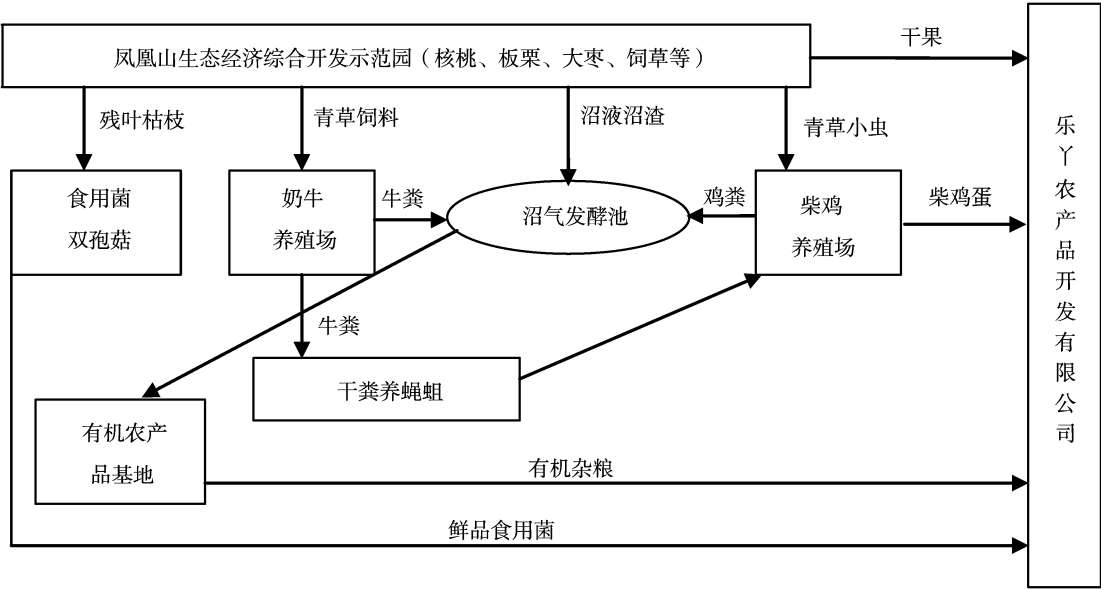 凤凰山生态经济综合开发示范园（核桃、板栗、大枣、饲草等）
干果
残叶枯枝
青草饲料
沼液沼渣
青草小虫
食用菌
双孢菇
奶牛
养殖场
牛粪
沼气发酵池
鸡粪
柴鸡
养殖场
柴鸡蛋
牛粪
干粪养蝇蛆
有机农产
品基地
有机杂粮
鲜品食用菌
乐丫农产品开发有限公司